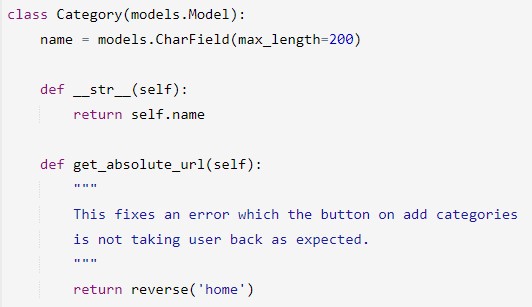 class Category(models.Model):
    name = models.CharField(max_length=200)

    def __str__(self):
        return self.name

    def get_absolute_url(self):
        """
        This fixes an error which the button on add categories
        is not taking user back as expected.
        """
        return reverse('home')